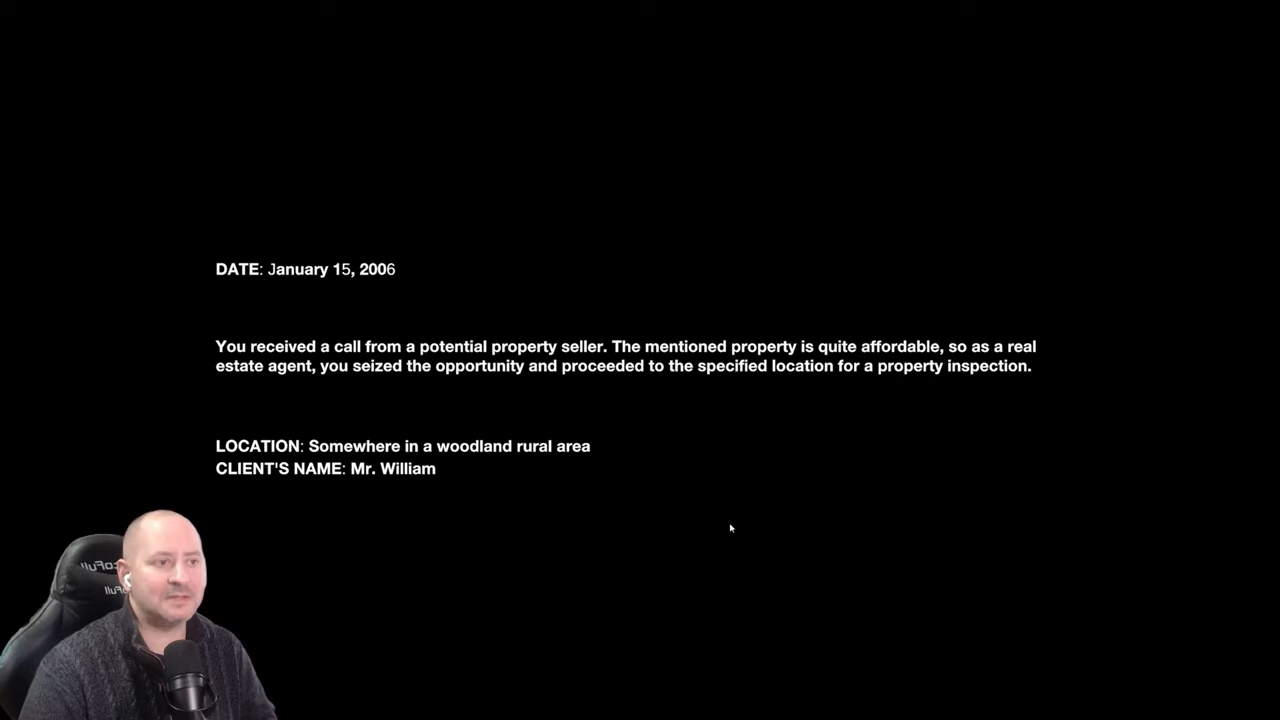 DATE: January 15, 2006
You received a call from a potential property seller. The mentioned property is quite affordable, so as a real
estate agent, you seized the opportunity and proceeded to the specified location for a property inspection.
LOCATION: Somewhere in a woodland rural area
CLIENT'S NAME: Mr. William